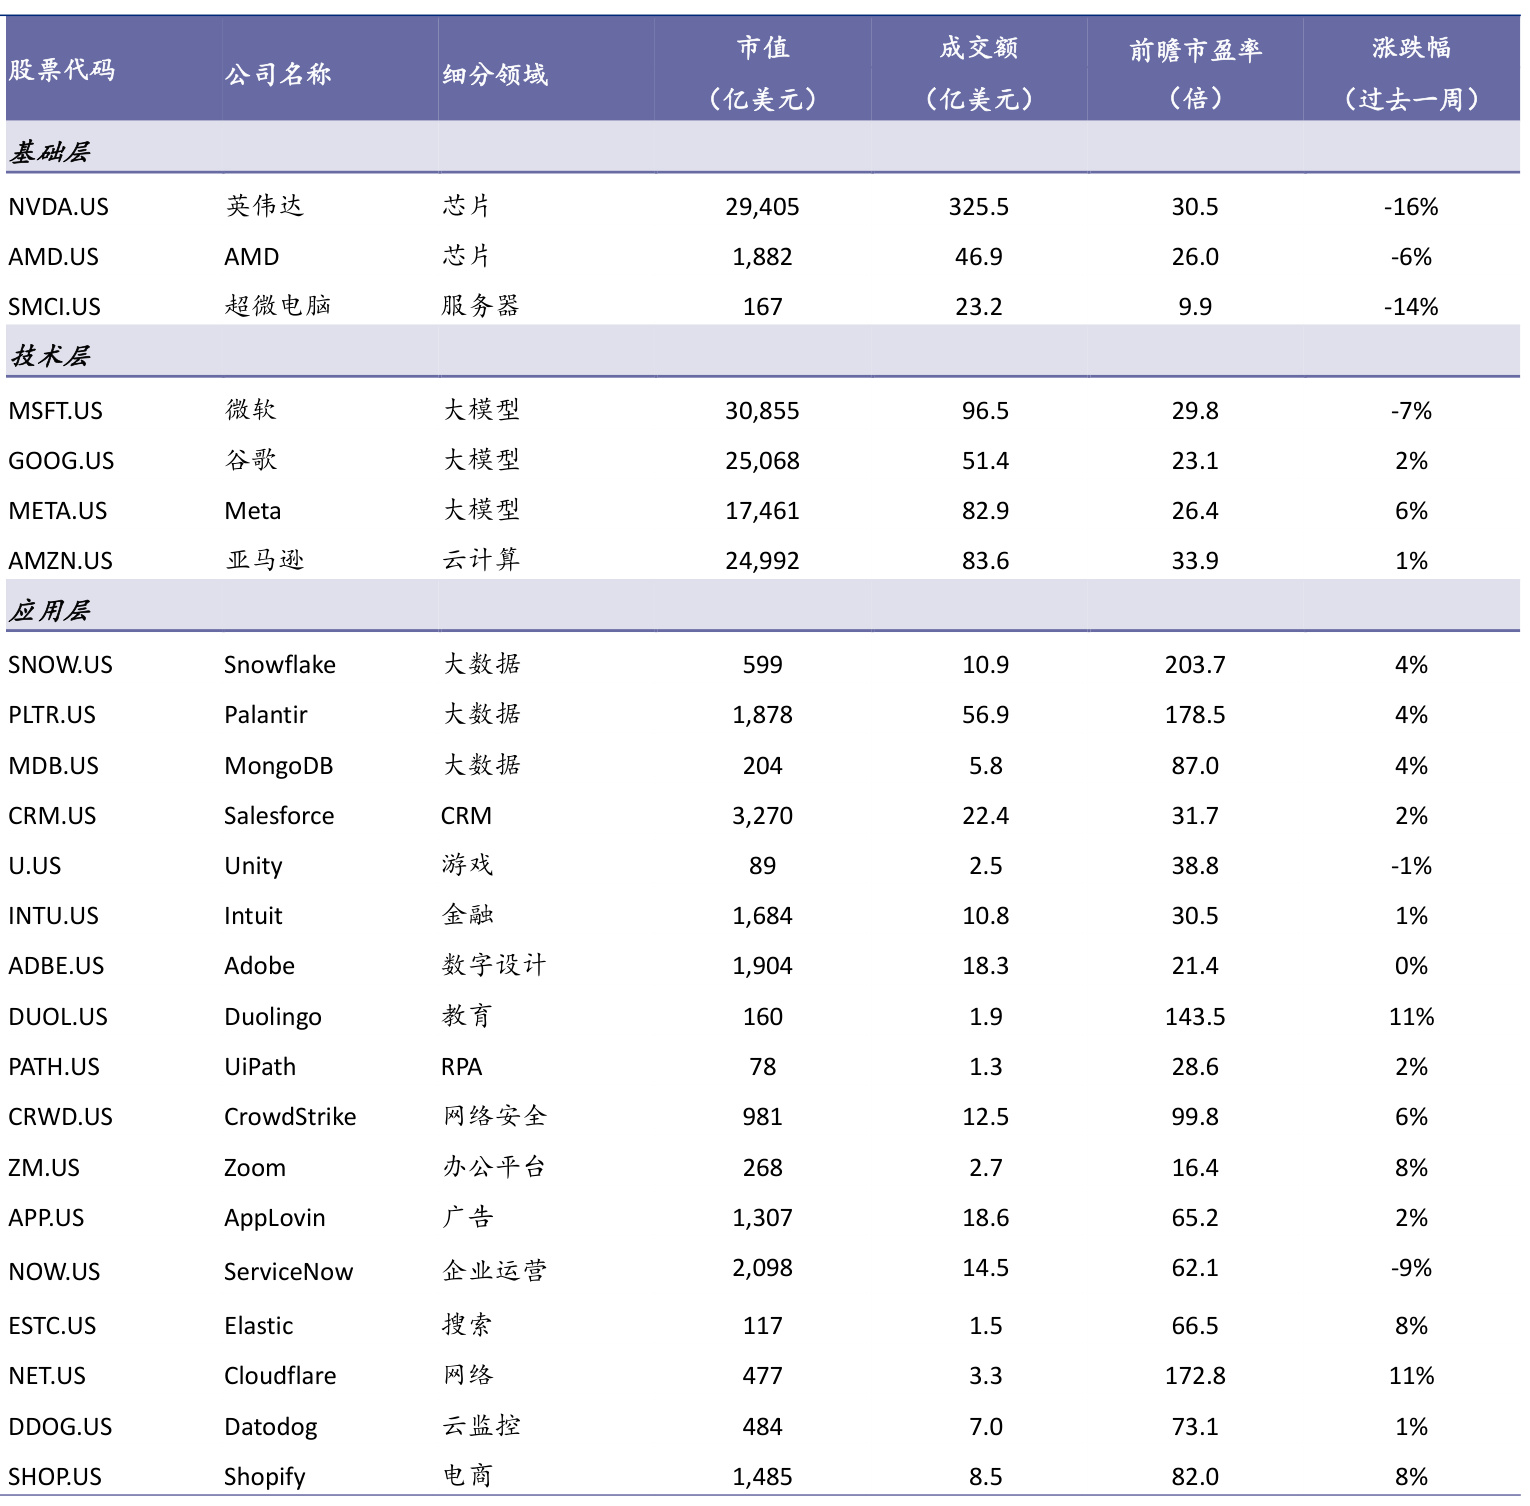 股票代码 公司名称 细分领域 市值（亿美元） 成交额（亿美元） 前瞻市盈率（倍） 涨跌幅（过去一周）
基础层
NVDA.US 英伟达 芯片 29,405 325.5 30.5 -16%
AMD.US AMD 芯片 1,882 46.9 26.0 -6%
SMCI.US 超微电脑 服务器 167 23.2 9.9 -14%
技术层
MSFT.US 微软 大模型 30,855 96.5 29.8 -7%
GOOG.US 谷歌 大模型 25,068 51.4 23.1 2%
META.US Meta 大模型 17,461 82.9 26.4 6%
AMZN.US 亚马逊 云计算 24,992 83.6 33.9 1%
应用层
SNOW.US Snowflake 大数据 599 10.9 203.7 4%
PLTR.US Palantir 大数据 1,878 56.9 178.5 4%
MDB.US MongoDB 大数据 204 5.8 87.0 4%
CRM.US Salesforce CRM 3,270 22.4 31.7 2%
U.US Unity 游戏 89 2.5 38.8 -1%
INTU.US Intuit 金融 1,684 10.8 30.5 1%
ADBE.US Adobe 数字设计 1,904 18.3 21.4 0%
DUOL.US Duolingo 教育 160 1.9 143.5 11%
PATH.US UiPath RPA 78 1.3 28.6 2%
CRWD.US CrowdStrike 网络安全 981 12.5 99.8 6%
ZM.US Zoom 办公平台 268 2.7 16.4 8%
APP.US AppLovin 广告 1,307 18.6 65.2 2%
NOW.US ServiceNow 企业运营 2,098 14.5 62.1 -9%
ESTC.US Elastic 搜索 117 1.5 66.5 8%
NET.US Cloudflare 网络 477 3.3 172.8 11%
DDOG.US Datodog 云监控 484 7.0 73.1 1%
SHOP.US Shopify 电商 1,485 8.5 82.0 8%